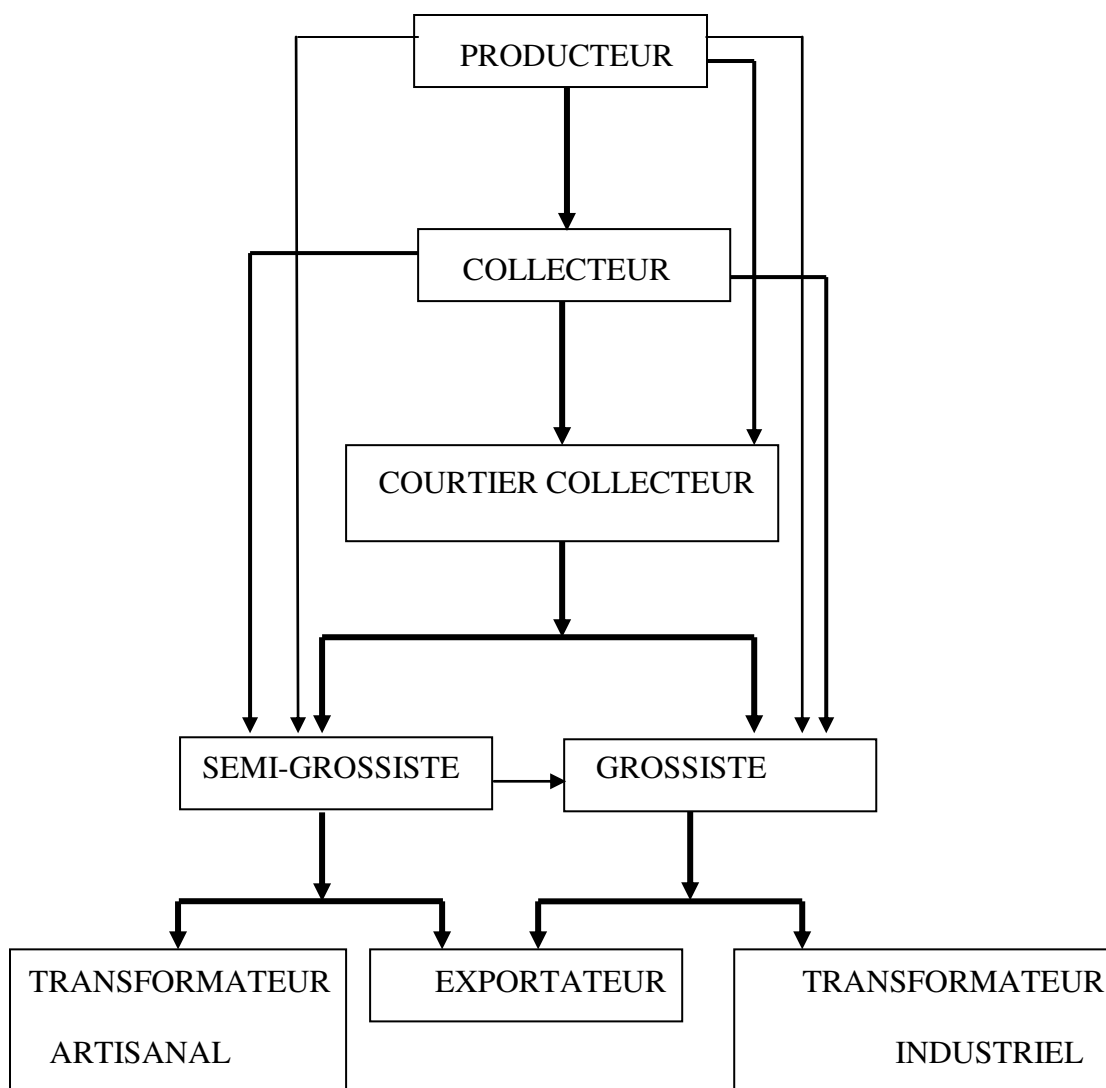 PRODUCTEUR
COLLECTEUR
COURTIER COLLECTEUR
SEMI-GROSSISTE
GROSSISTE
TRANSFORMATEUR
ARTISANAL
EXPORTATEUR
TRANSFORMATEUR
INDUSTRIEL